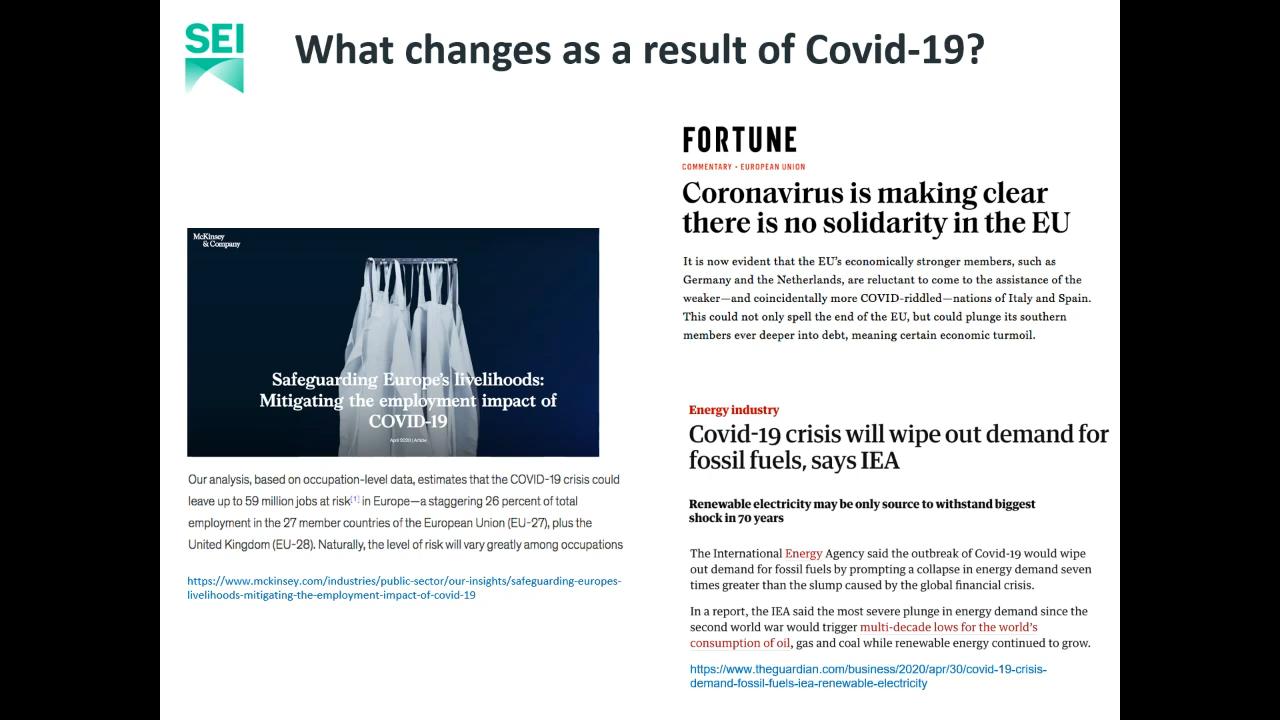 SEI
What changes as a result of Covid-19?
McKinsey
& Company
Safeguarding Europe's livelihoods:
Mitigating the employment impact of
COVID-19
April 2020 | Article
Our analysis, based on occupation-level data, estimates that the COVID-19 crisis could
leave up to 59 million jobs at risk[1] in Europe—a staggering 26 percent of total
employment in the 27 member countries of the European Union (EU-27), plus the
United Kingdom (EU-28). Naturally, the level of risk will vary greatly among occupations
https://www.mckinsey.com/industries/public-sector/our-insights/safeguarding-europes-
livelihoods-mitigating-the-employment-impact-of-covid-19
FORTUNE
COMMENTARY • EUROPEAN UNION
Coronavirus is making clear
there is no solidarity in the EU
It is now evident that the EU's economically stronger members, such as
Germany and the Netherlands, are reluctant to come to the assistance of the
weaker—and coincidentally more COVID-riddled—nations of Italy and Spain.
This could not only spell the end of the EU, but could plunge its southern
members ever deeper into debt, meaning certain economic turmoil.
Energy industry
Covid-19 crisis will wipe out demand for
fossil fuels, says IEA
Renewable electricity may be only source to withstand biggest
shock in 70 years
The International Energy Agency said the outbreak of Covid-19 would wipe
out demand for fossil fuels by prompting a collapse in energy demand seven
times greater than the slump caused by the global financial crisis.
In a report, the IEA said the most severe plunge in energy demand since the
second world war would trigger multi-decade lows for the world's
consumption of oil, gas and coal while renewable energy continued to grow.
https://www.theguardian.com/business/2020/apr/30/covid-19-crisis-
demand-fossil-fuels-iea-renewable-electricity